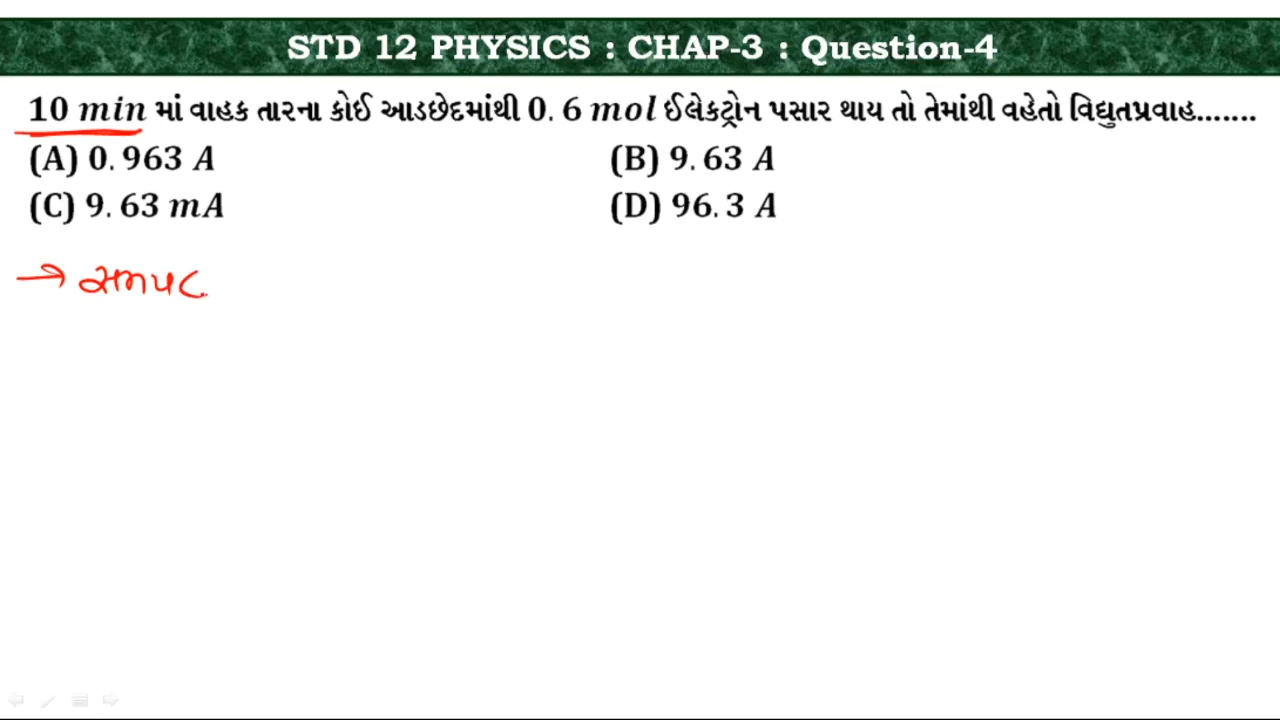 STD 12 PHYSICS : CHAP-3 : Question-4
10 min માં વાહક તારના કોઈ આડછેદમાંથી 0. 6 mol ઈલેકટ્રોન પસાર થાય તો તેમાંથી વહેતો વિદ્યુતપ્રવાહ.......
(A) 0. 963 A (B) 9. 63 A
(C) 9. 63 mA (D) 96. 3 A
→